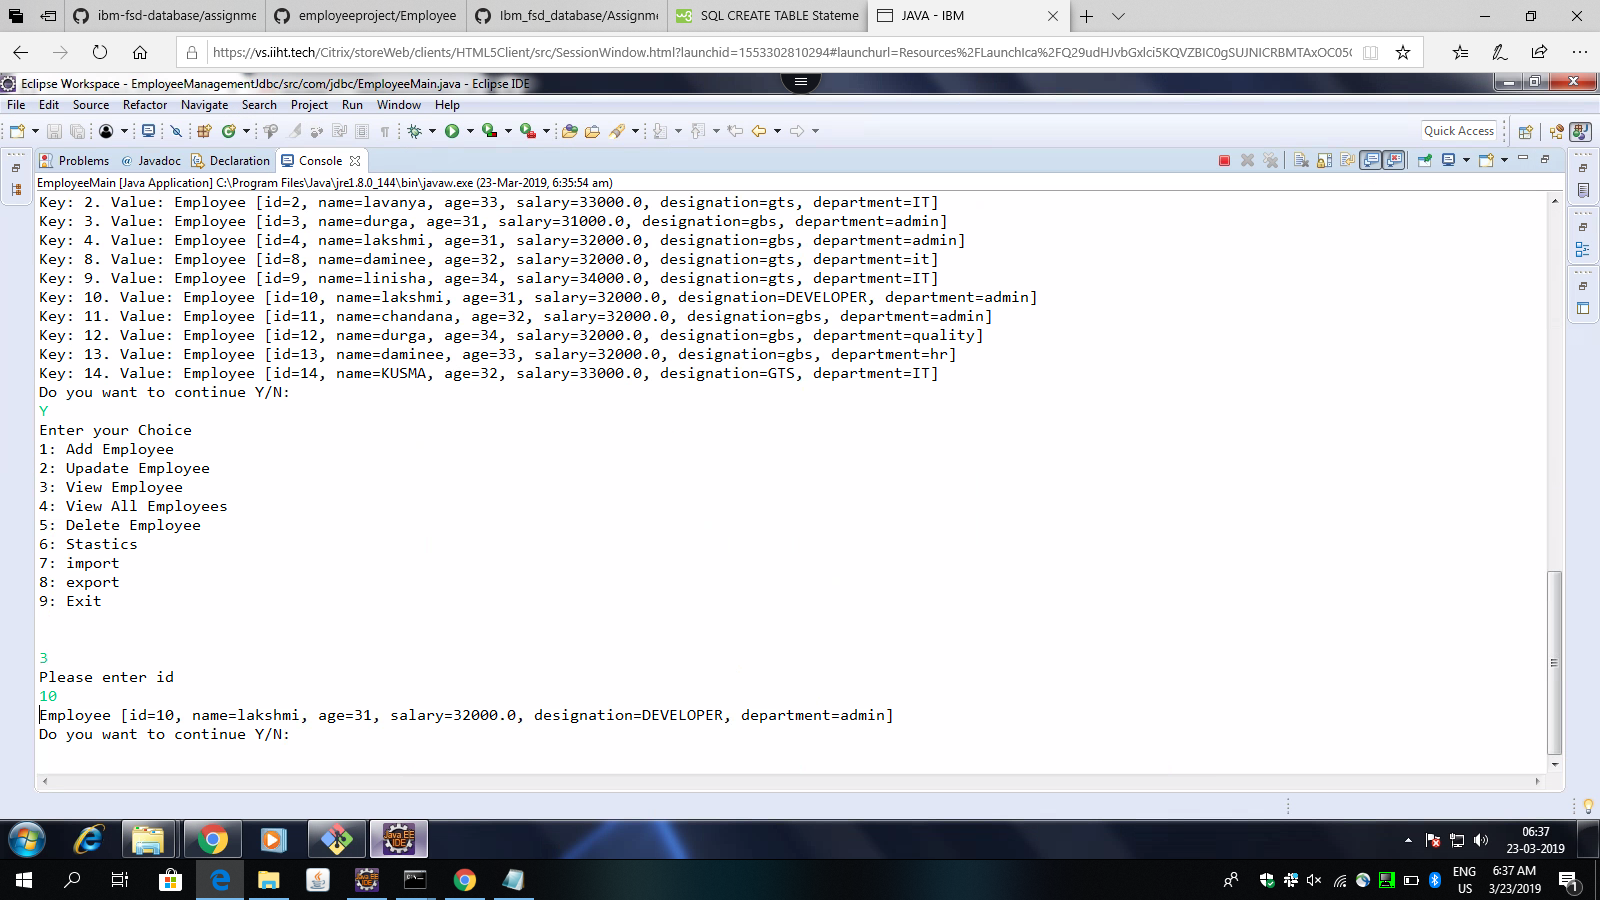 ibm-fsd-database/assignme
employeeproject/Employee
Ibm_fsd_database/Assignm
SQL CREATE TABLE Stateme
JAVA - IBM
https://vs.iiht.tech/Citrix/storeWeb/clients/HTML5Client/src/SessionWindow.html?launchid=1553302810294#launchurl=Resources%2FLaunchIca%2FQ29udHJvbGxlci5KQVZBIC0gSUJNICRBMTAxOC05C
Eclipse Workspace - EmployeeManagementJdbc/src/com/jdbc/EmployeeMain.java - Eclipse IDE
File Edit Source Refactor Navigate Search Project Run Window Help
Quick Access
Problems @ Javadoc Declaration Console
EmployeeMain [Java Application] C:\Program Files\Java\jre1.8.0_144\bin\javaw.exe (23-Mar-2019, 6:35:54 am)
Key: 2. Value: Employee [id=2, name=lavanya, age=33, salary=33000.0, designation=gts, department=IT]
Key: 3. Value: Employee [id=3, name=durga, age=31, salary=31000.0, designation=gbs, department=admin]
Key: 4. Value: Employee [id=4, name=lakshmi, age=31, salary=32000.0, designation=gbs, department=admin]
Key: 8. Value: Employee [id=8, name=daminee, age=32, salary=32000.0, designation=gts, department=it]
Key: 9. Value: Employee [id=9, name=linisha, age=34, salary=34000.0, designation=gts, department=IT]
Key: 10. Value: Employee [id=10, name=lakshmi, age=31, salary=32000.0, designation=DEVELOPER, department=admin]
Key: 11. Value: Employee [id=11, name=chandana, age=32, salary=32000.0, designation=gbs, department=admin]
Key: 12. Value: Employee [id=12, name=durga, age=34, salary=32000.0, designation=gbs, department=quality]
Key: 13. Value: Employee [id=13, name=daminee, age=33, salary=32000.0, designation=gbs, department=hr]
Key: 14. Value: Employee [id=14, name=KUSMA, age=32, salary=33000.0, designation=GTS, department=IT]
Do you want to continue Y/N:
Y
Enter your Choice
1: Add Employee
2: Upadate Employee
3: View Employee
4: View All Employees
5: Delete Employee
6: Stastics
7: import
8: export
9: Exit
3
Please enter id
10
Employee [id=10, name=lakshmi, age=31, salary=32000.0, designation=DEVELOPER, department=admin]
Do you want to continue Y/N:
Java EE
IDE
06:37
23-03-2019
ENG
US
6:37 AM
3/23/2019
1